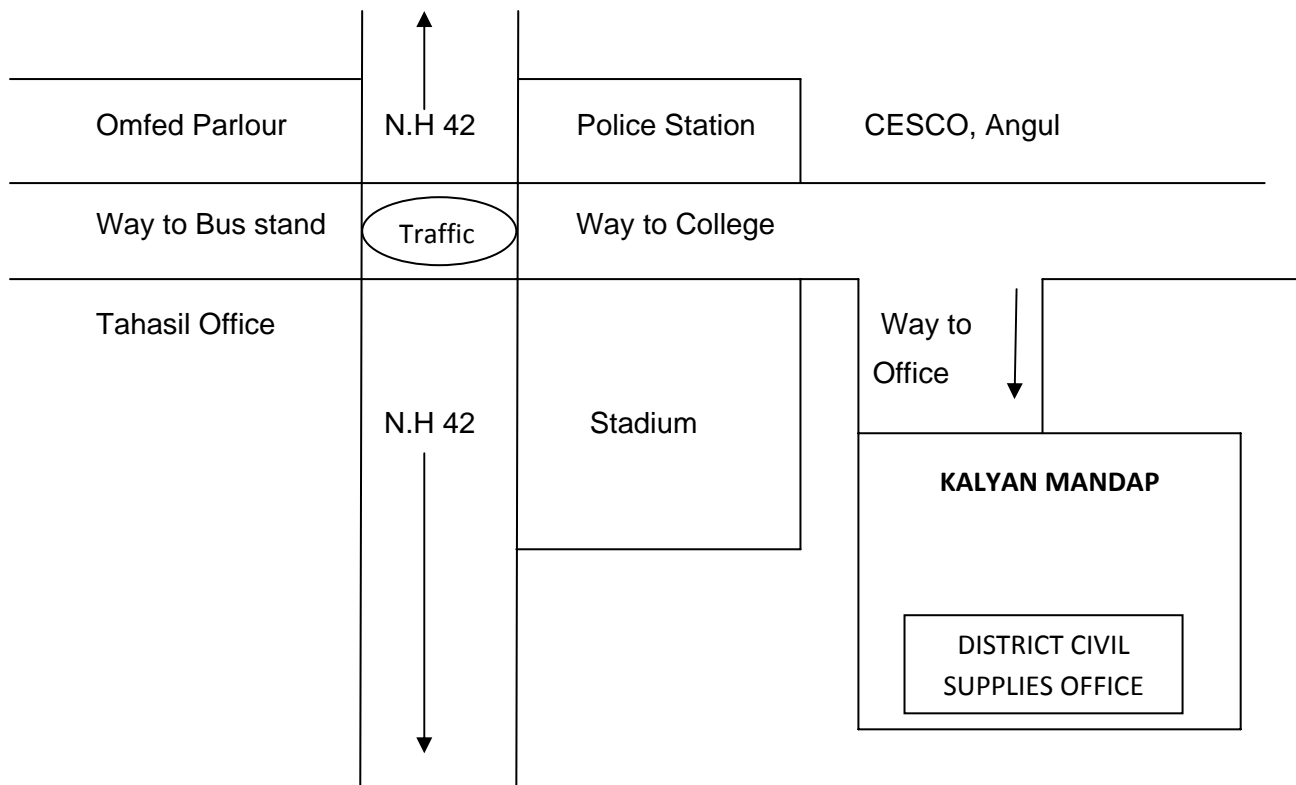 Omfed Parlour
N.H 42
Police Station
CESCO, Angul
Way to Bus stand
Traffic
Way to College
Tahasil Office
Way to
Office
N.H 42
Stadium
KALYAN MANDAP
DISTRICT CIVIL
SUPPLIES OFFICE